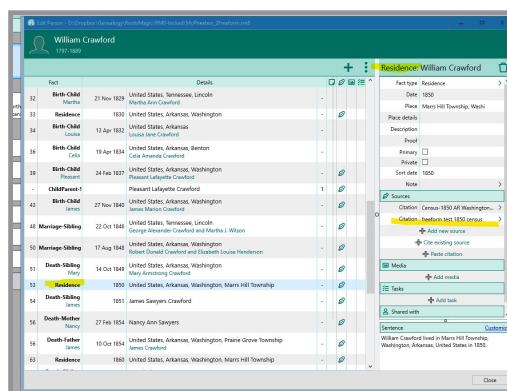 Edit Person - D:\Dropbox\Genealogy\RootsMagic\
William Crawford
1797-1889
Residence: William Crawford
Fact Details
32 Birth-Child Martha 21 Nov 1829 United States, Tennessee, Lincoln Martha Ann Crawford -
33 Residence 1830 United States, Arkansas, Washington -
34 Birth-Child Louisa 13 Apr 1832 United States, Arkansas Louisa Jane Crawford -
36 Birth-Child Celia 19 Apr 1834 United States, Arkansas, Benton Celia Amanda Crawford -
39 Birth-Child Pleasant 24 Feb 1837 United States, Arkansas, Washington Pleasant Lafayette Crawford -
- ChildParent- Pleasant Lafayette Crawford 1
43 Birth-Child James 27 Nov 1840 United States, Arkansas, Washington James Marion Crawford -
48 Marriage-Sibling 22 Oct 1846 United States, Tennessee, Lincoln George Alexander Crawford and Martha J. Wilson -
50 Marriage-Sibling 17 Aug 1848 United States, Arkansas, Washington Robert Donald Crawford and Elizabeth Louise Henderson -
51 Death-Sibling Mary 14 Oct 1849 United States, Arkansas, Washington Mary Armstrong Crawford -
53 Residence 1850 United States, Arkansas, Washington, Marrs Hill Township -
54 Death-Sibling James 1851 James Sawyers Crawford -
56 Death-Mother Nancy 27 Feb 1854 Nancy Ann Sawyers -
56 Death-Father James 10 Oct 1854 United States, Arkansas, Washington, Prairie Grove Township James Crawford -
63 Residence 1860 United States, Arkansas, Washington, Marrs Hill Township -
Fact type Residence
Date 1850
Place Marrs Hill Township, Washi
Place details
Description
Proof
Primary
Private
Sort date 1850
Note
Sources
Citation Census-1850 AR Washington...
Citation freeform test 1850 census
+ Add new source
+ Cite existing source
+ Paste citation
Media
+ Add media
Tasks
+ Add task
Shared with
Sentence Customiz
William Crawford lived in Marrs Hill Township,
Washington, Arkansas, United States in 1850.
Close